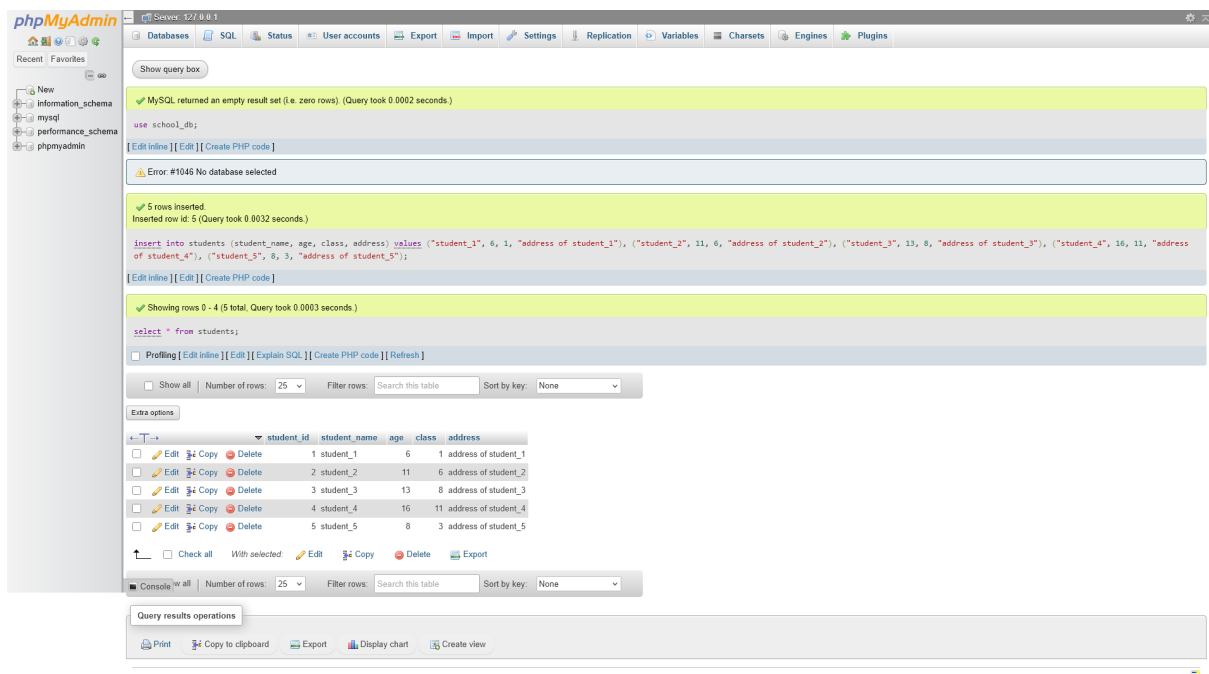 phpMyAdmin
Recent Favorites
New
information_schema
mysql
performance_schema
phpmyadmin
Server: 127.0.0.1
Databases SQL Status User accounts Export Import Settings Replication Variables Charsets Engines Plugins
Show query box
MySQL returned an empty result set (i.e. zero rows). (Query took 0.0002 seconds.)
use school_db;
[ Edit inline ] [ Edit ] [ Create PHP code ]
Error: #1046 No database selected
5 rows inserted.
Inserted row id: 5 (Query took 0.0032 seconds.)
insert into students (student_name, age, class, address) values ("student_1", 6, 1, "address of student_1"), ("student_2", 11, 6, "address of student_2"), ("student_3", 13, 8, "address of student_3"), ("student_4", 16, 11, "address
of student_4"), ("student_5", 8, 3, "address of student_5");
[ Edit inline ] [ Edit ] [ Create PHP code ]
Showing rows 0 - 4 (5 total, Query took 0.0003 seconds.)
select * from students;
Profiling [ Edit inline ] [ Edit ] [ Explain SQL ] [ Create PHP code ] [ Refresh ]
Show all | Number of rows: 25 Filter rows: Search this table Sort by key: None
Extra options
←T→ student_id student_name age class address
Edit Copy Delete 1 student_1 6 1 address of student_1
Edit Copy Delete 2 student_2 11 6 address of student_2
Edit Copy Delete 3 student_3 13 8 address of student_3
Edit Copy Delete 4 student_4 16 11 address of student_4
Edit Copy Delete 5 student_5 8 3 address of student_5
Check all With selected: Edit Copy Delete Export
Console w all | Number of rows: 25 Filter rows: Search this table Sort by key: None
Query results operations
Print Copy to clipboard Export Display chart Create view